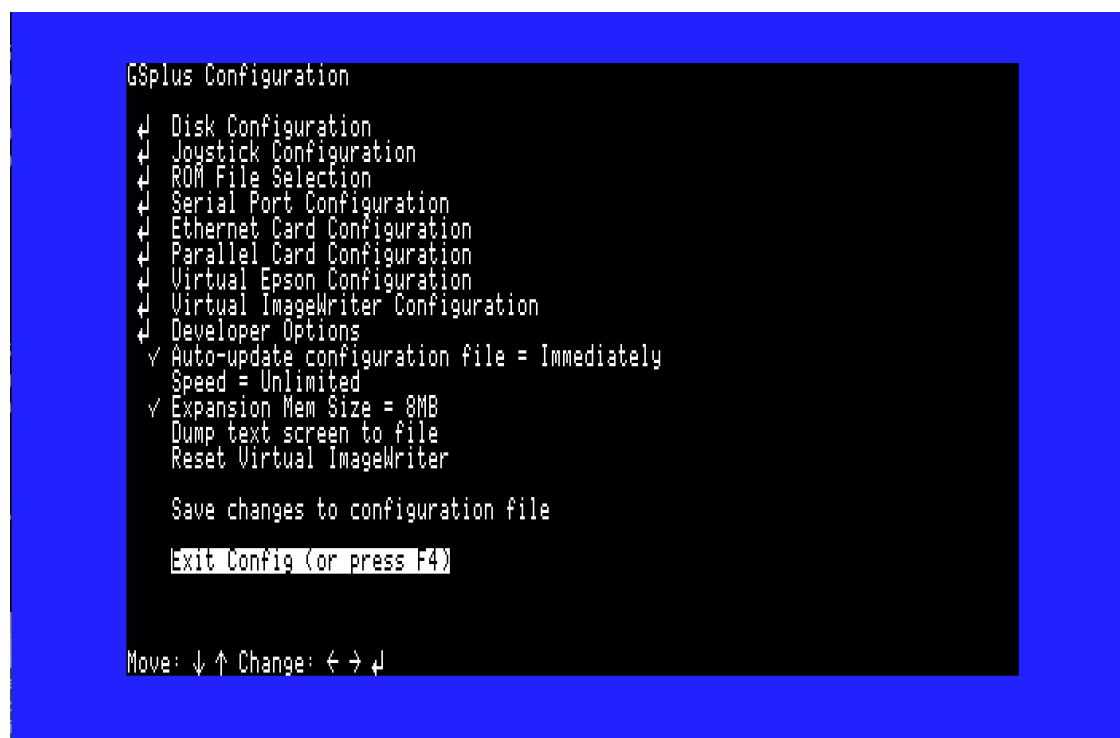 GSplus Configuration
↲ Disk Configuration
↲ Joystick Configuration
↲ ROM File Selection
↲ Serial Port Configuration
↲ Ethernet Card Configuration
↲ Parallel Card Configuration
↲ Virtual Epson Configuration
↲ Virtual ImageWriter Configuration
↲ Developer Options
√ Auto-update configuration file = Immediately
Speed = Unlimited
√ Expansion Mem Size = 8MB
Dump text screen to file
Reset Virtual ImageWriter
Save changes to configuration file
Exit Config (or press F4)
Move: ↓ ↑ Change: ← → ↲